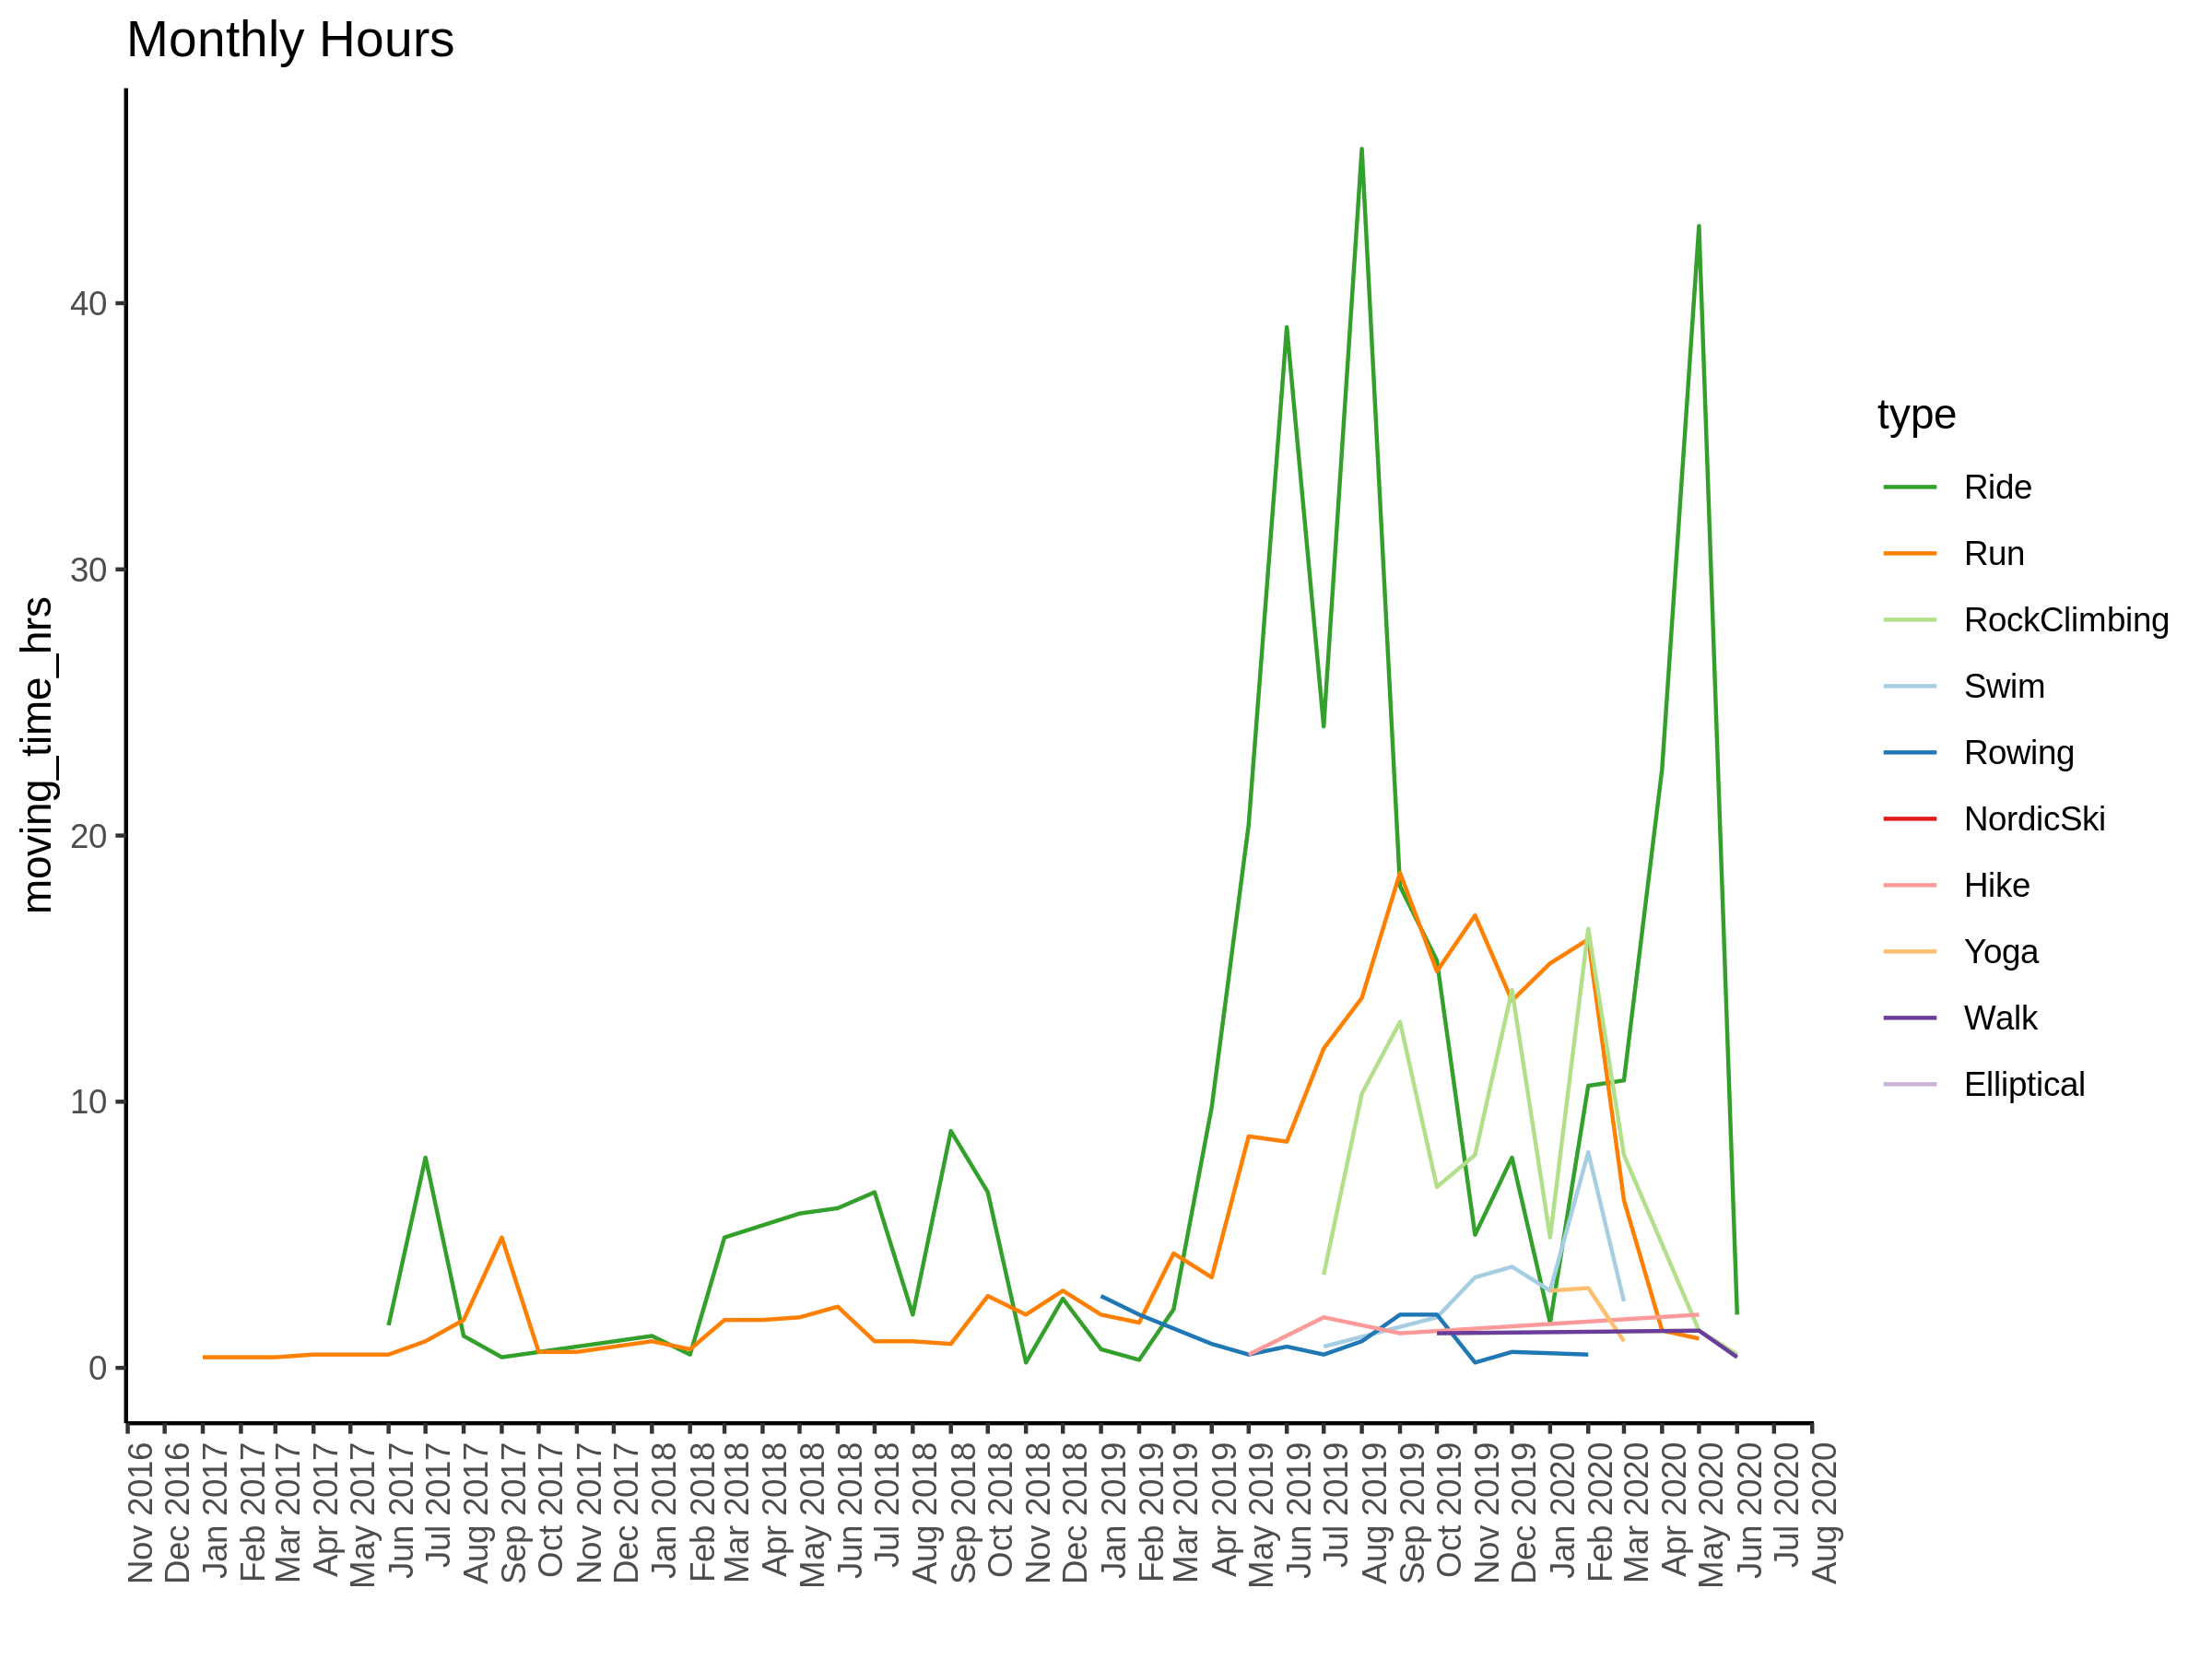 Monthly Hours
moving_time_hrs
40
30
20
10
0
Nov 2016
Dec 2016
Jan 2017
Feb 2017
Mar 2017
Apr 2017
May 2017
Jun 2017
Jul 2017
Aug 2017
Sep 2017
Oct 2017
Nov 2017
Dec 2017
Jan 2018
Feb 2018
Mar 2018
Apr 2018
May 2018
Jun 2018
Jul 2018
Aug 2018
Sep 2018
Oct 2018
Nov 2018
Dec 2018
Jan 2019
Feb 2019
Mar 2019
Apr 2019
May 2019
Jun 2019
Jul 2019
Aug 2019
Sep 2019
Oct 2019
Nov 2019
Dec 2019
Jan 2020
Feb 2020
Mar 2020
Apr 2020
May 2020
Jun 2020
Jul 2020
Aug 2020
type
Ride
Run
RockClimbing
Swim
Rowing
NordicSki
Hike
Yoga
Walk
Elliptical